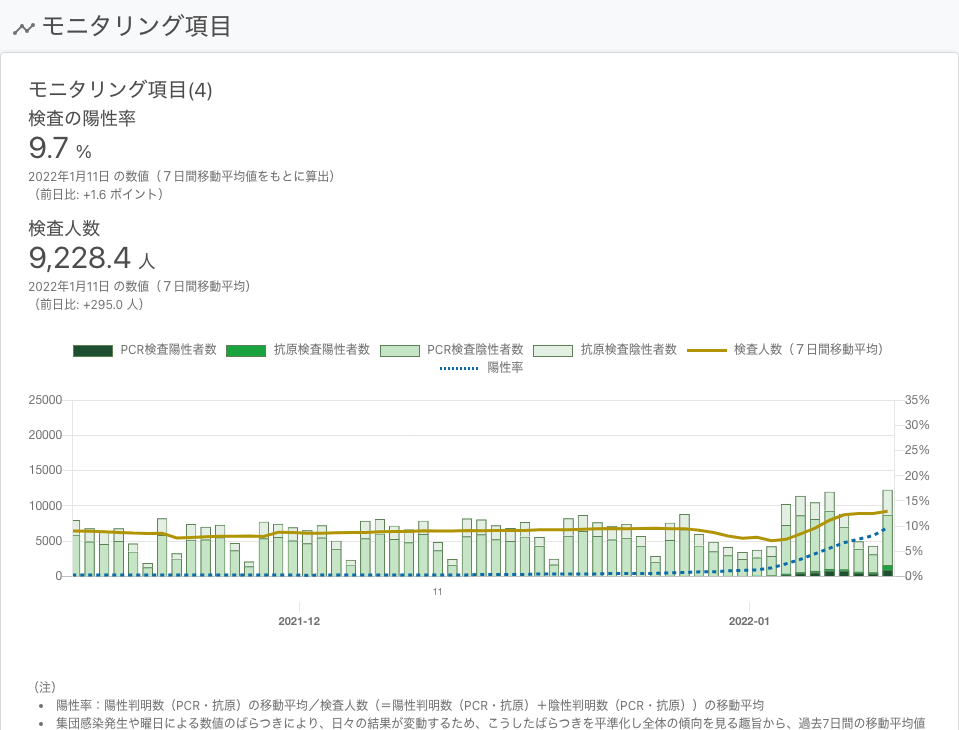 モニタリング項目
モニタリング項目(4)
検査の陽性率
9.7 %
2022年1月11日 の数値（７日間移動平均値をもとに算出）
（前日比: +1.6 ポイント）
検査人数
9,228.4 人
2022年1月11日 の数値（７日間移動平均）
（前日比: +295.0 人）
PCR検査陽性者数 抗原検査陽性者数 PCR検査陰性者数 抗原検査陰性者数 検査人数（７日間移動平均）
陽性率
25000 35%
30%
20000
25%
15000 20%
15%
10000
10%
5000
5%
0 0%
11
2021-12 2022-01
（注）
• 陽性率：陽性判明数（PCR・抗原）の移動平均／検査人数（＝陽性判明数（PCR・抗原）＋陰性判明数（PCR・抗原））の移動平均
• 集団感染発生や曜日による数値のばらつきにより、日々の結果が変動するため、こうしたばらつきを平準化し全体の傾向を見る趣旨から、過去7日間の移動平均値